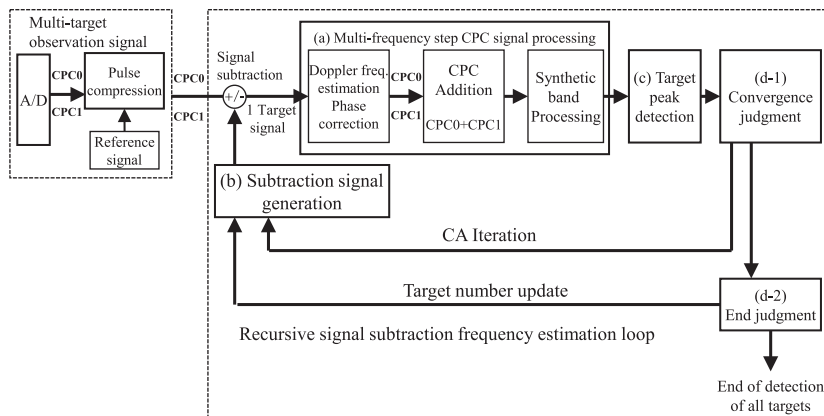 Multi-target
observation signal
A/D
CPC0
CPC1
Pulse
compression
Reference
signal
CPC0
CPC1
Signal
subtraction
+/-
1 Target
signal
(a) Multi-frequency step CPC signal processing
Doppler freq.
estimation
Phase
correction
CPC0
CPC1
CPC
Addition
CPC0+CPC1
Synthetic
band
Processing
(c) Target
peak
detection
(d-1)
Convergence
judgment
(b) Subtraction signal
generation
CA Iteration
Target number update
(d-2)
End judgment
Recursive signal subtraction frequency estimation loop
End of detection
of all targets